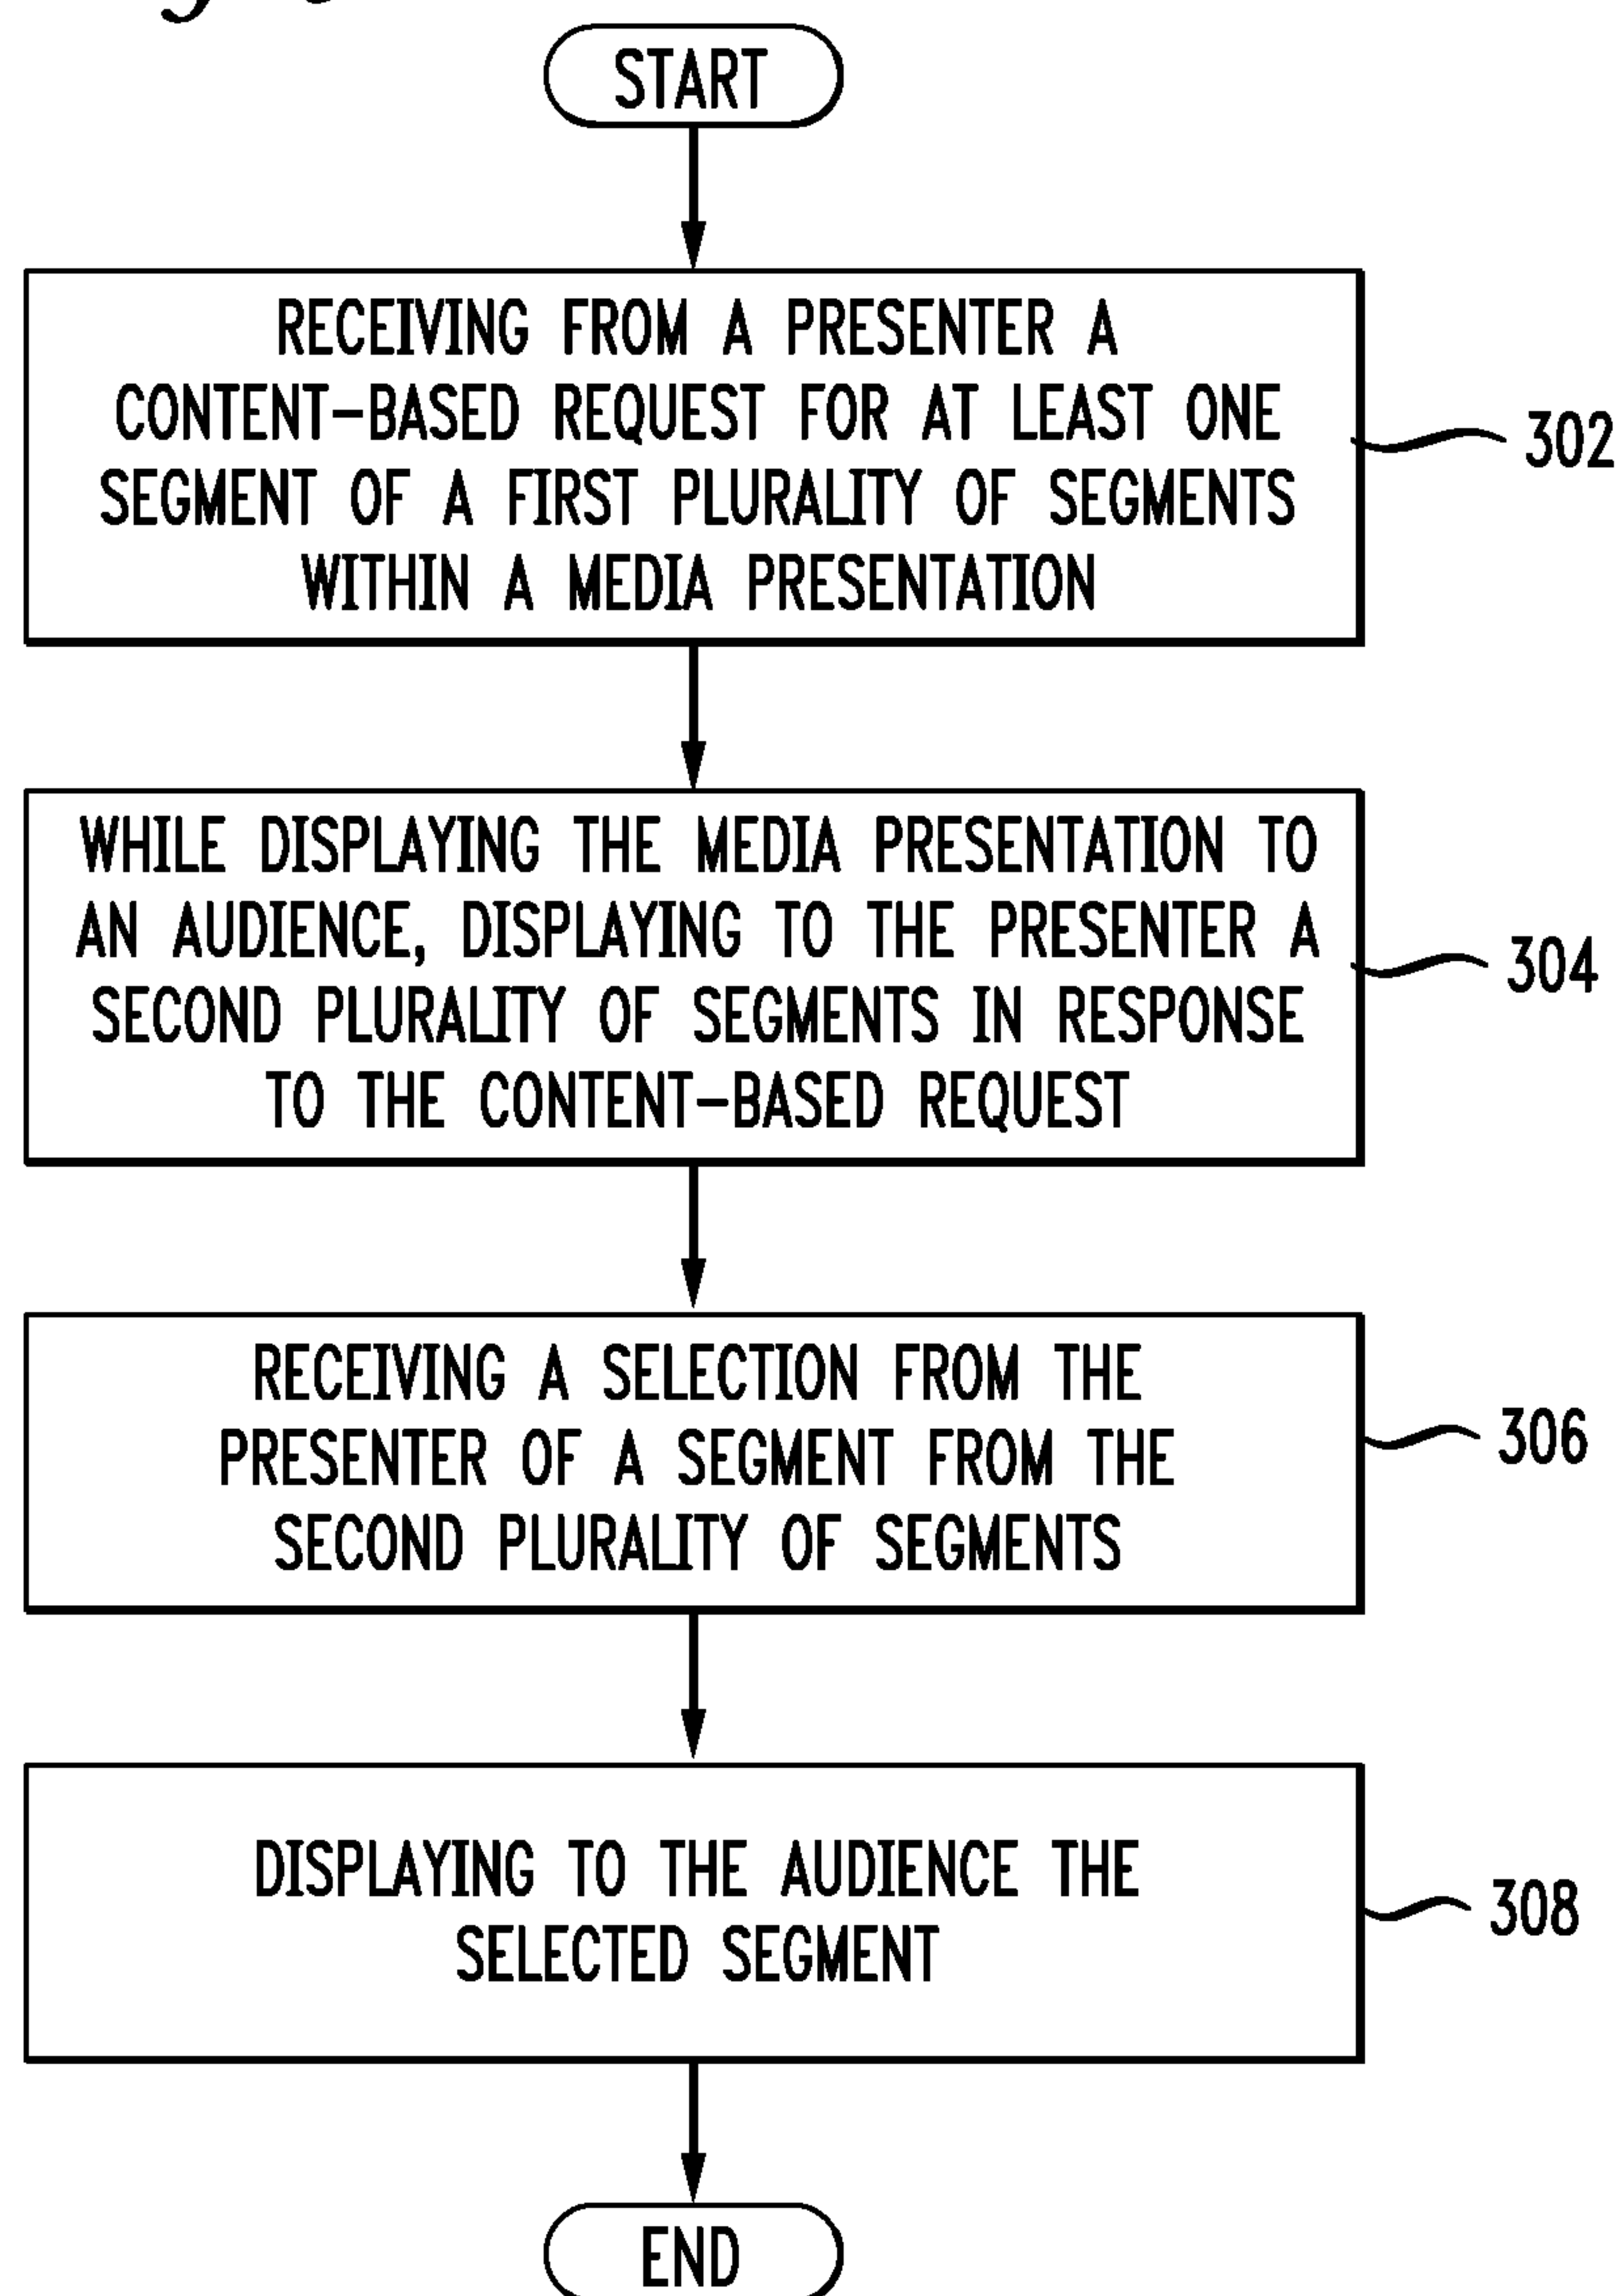 START
RECEIVING FROM A PRESENTER A
CONTENT-BASED REQUEST FOR AT LEAST ONE
SEGMENT OF A FIRST PLURALITY OF SEGMENTS
WITHIN A MEDIA PRESENTATION
302
WHILE DISPLAYING THE MEDIA PRESENTATION TO
AN AUDIENCE, DISPLAYING TO THE PRESENTER A
SECOND PLURALITY OF SEGMENTS IN RESPONSE
TO THE CONTENT-BASED REQUEST
304
RECEIVING A SELECTION FROM THE
PRESENTER OF A SEGMENT FROM THE
SECOND PLURALITY OF SEGMENTS
306
DISPLAYING TO THE AUDIENCE THE
SELECTED SEGMENT
308
END